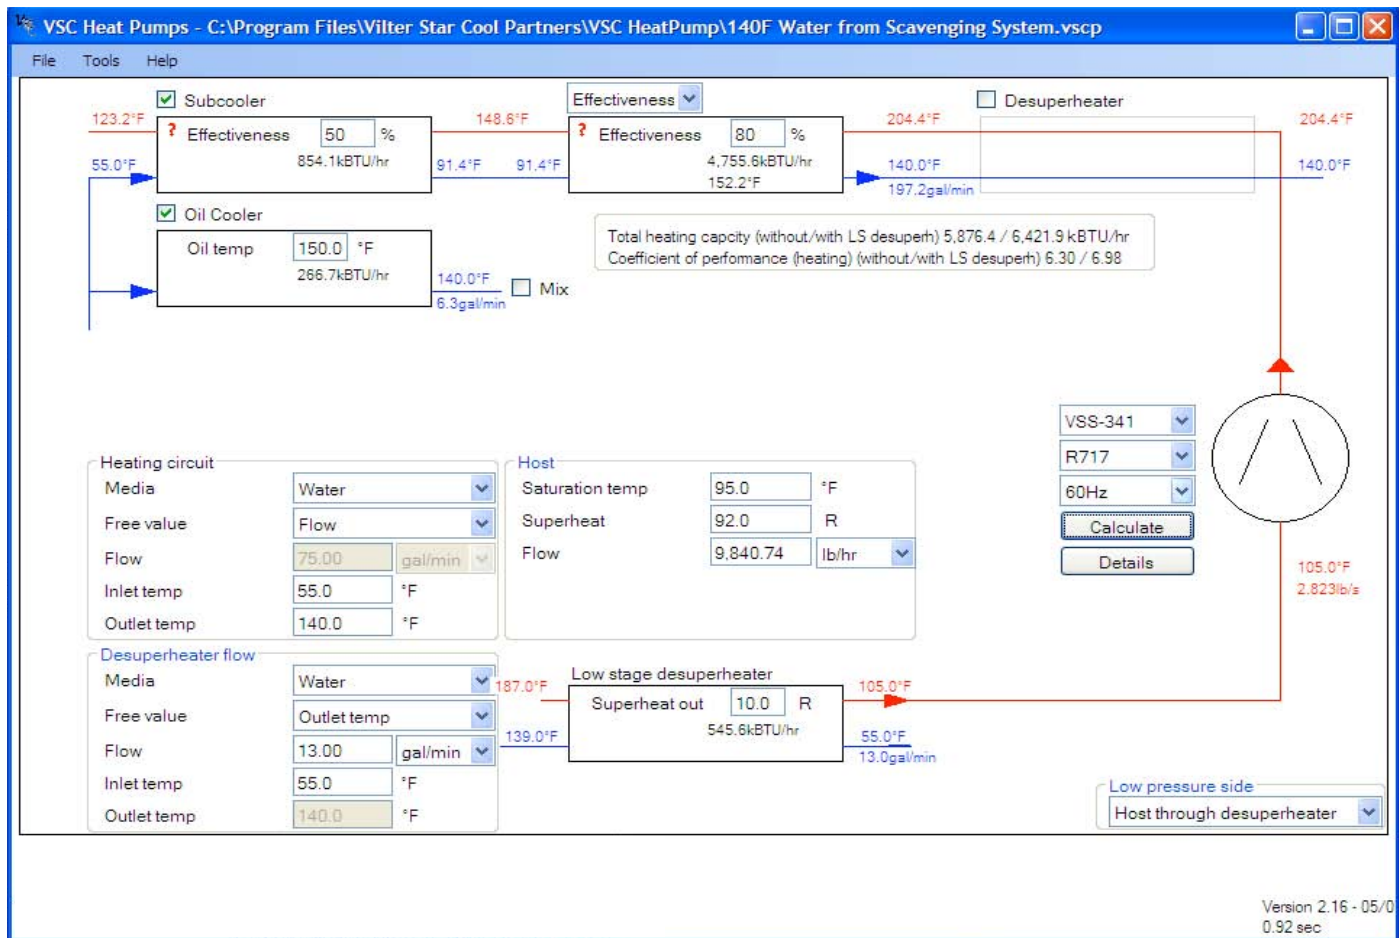 VSC Heat Pumps - C:\Program Files\Vilter Star Cool Partners\VSC HeatPump\140F Water from Scavenging System.vscp
File Tools Help
Subcooler
Effectiveness
Desuperheater
123.2°F
? Effectiveness 50 %
148.6°F
? Effectiveness 80 %
204.4°F
204.4°F
854.1kBTU/hr
4,755.6kBTU/hr
55.0°F
91.4°F
91.4°F
152.2°F
140.0°F
140.0°F
197.2gal/min
Oil Cooler
Oil temp 150.0 °F
266.7kBTU/hr
140.0°F
6.3gal/min
Mix
Total heating capcity (without/with LS desuperh) 5,876.4 / 6,421.9 kBTU/hr
Coefficient of perfomance (heating) (without/with LS desuperh) 6.30 / 6.98
VSS-341
R717
60Hz
Calculate
Details
105.0°F
2.823lb/s
Heating circuit
Media Water
Free value Flow
Flow 75.00 gal/min
Inlet temp 55.0 °F
Outlet temp 140.0 °F
Host
Saturation temp 95.0 °F
Superheat 92.0 R
Flow 9,840.74 lb/hr
Desuperheater flow
Media Water
Free value Outlet temp
Flow 13.00 gal/min
Inlet temp 55.0 °F
Outlet temp 140.0 °F
Low stage desuperheater
187.0°F
Superheat out 10.0 R
105.0°F
545.6kBTU/hr
139.0°F
55.0°F
13.0gal/min
Low pressure side
Host through desuperheater
Version 2.16 - 05/0
0.92 sec